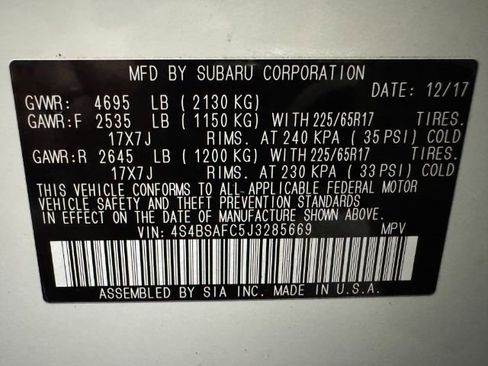 MFD BY SUBARU CORPORATION
DATE: 12/17
GVWR: 4695 LB (2130 KG)
GAWR:F 2535 LB (1150 KG) WITH 225/65R17 TIRES.
17X7J RIMS. AT 240 KPA (35 PSI) COLD
GAWR:R 2645 LB (1200 KG) WITH 225/65R17 TIRES.
17X7J RIMS. AT 230 KPA (33 PSI) COLD
THIS VEHICLE CONFORMS TO ALL APPLICABLE FEDERAL MOTOR
VEHICLE SAFETY AND THEFT PREVENTION STANDARDS
IN EFFECT ON THE DATE OF MANUFACTURE SHOWN ABOVE.
VIN: 4S4BSAFC5J3285669 MPV
ASSEMBLED BY SIA INC. MADE IN U.S.A.